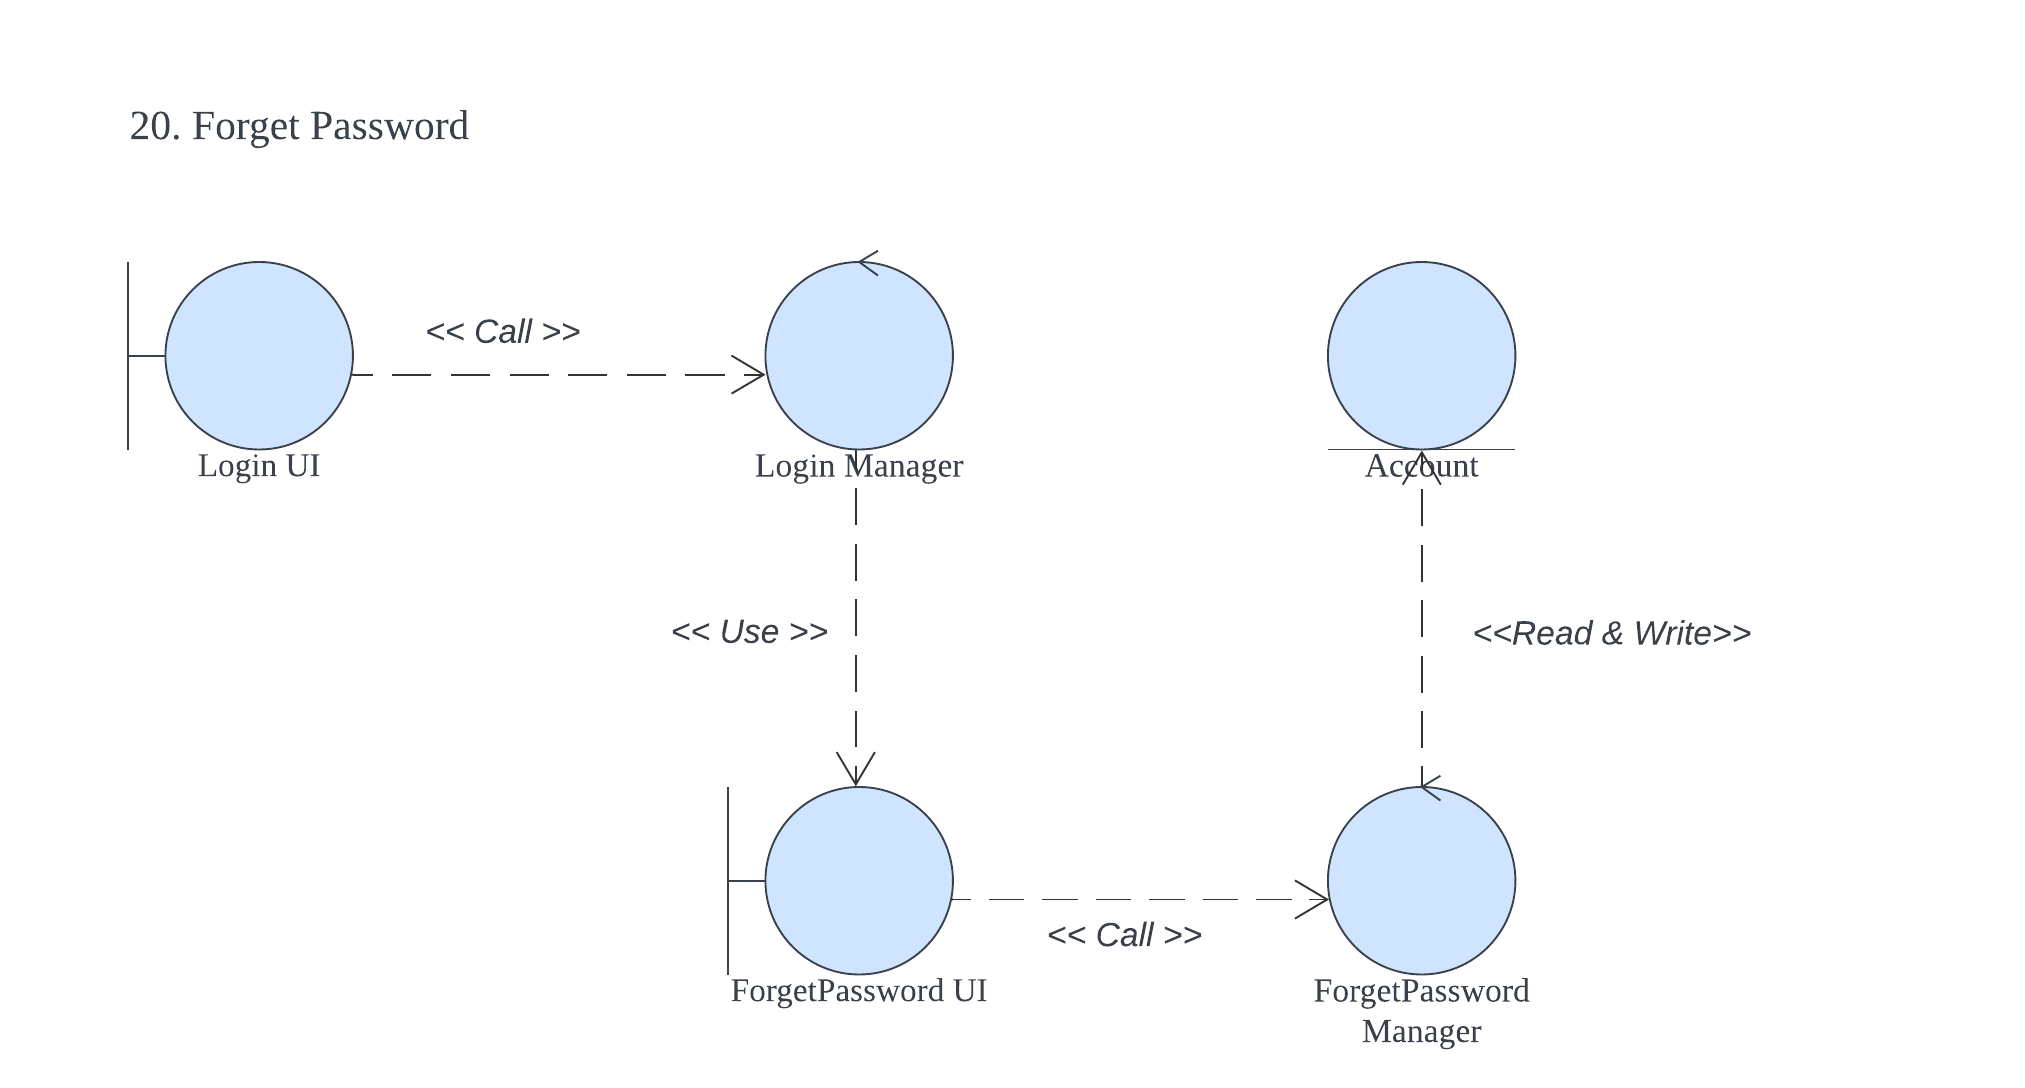 20. Forget Password
<< Call >>
Login UI
Login Manager
Account
<< Use >>
<<Read & Write>>
<< Call >>
ForgetPassword UI
ForgetPassword
Manager